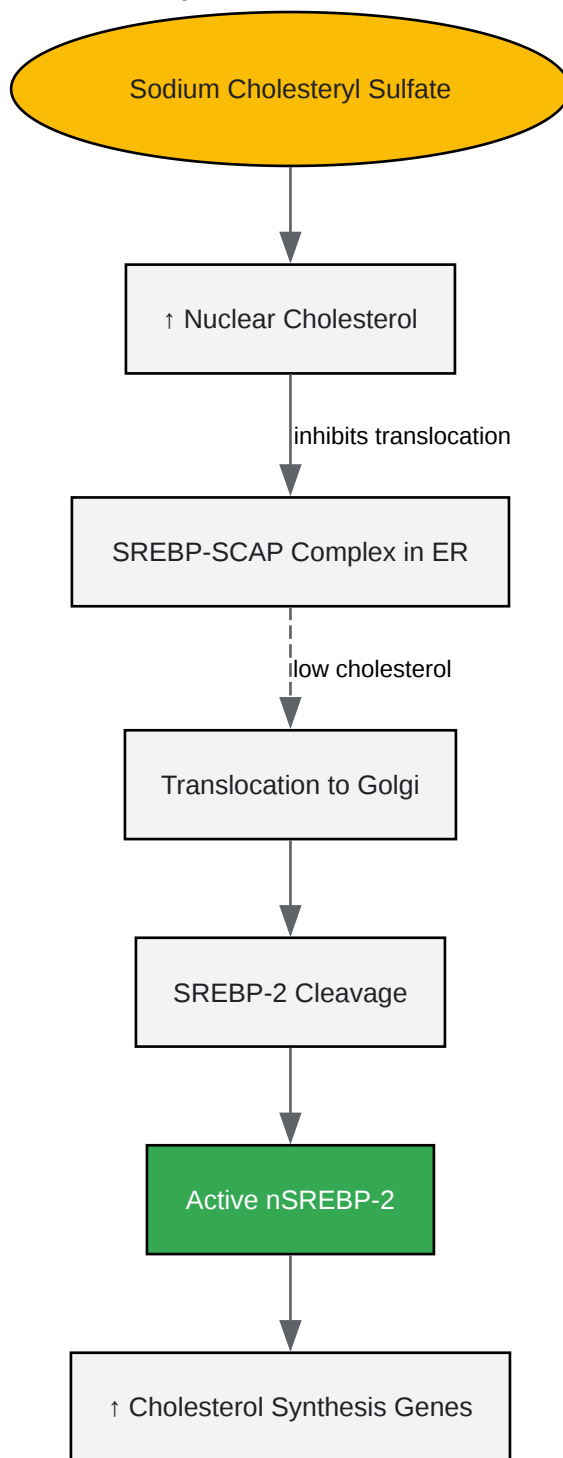 Sodium Cholesteryl Sulfate
↑ Nuclear Cholesterol
inhibits translocation
SREBP-SCAP Complex in ER
low cholesterol
Translocation to Golgi
SREBP-2 Cleavage
Active nSREBP-2
↑ Cholesterol Synthesis Genes